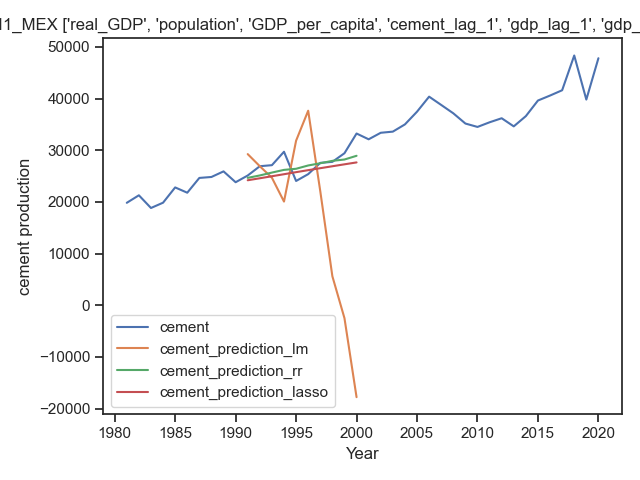 11_MEX ['real_GDP', 'population', 'GDP_per_capita', 'cement_lag_1', 'gdp_lag_1', 'gdp_
50000
40000
30000
20000
10000
0
−10000
−20000
cement production
cement
cement_prediction_lm
cement_prediction_rr
cement_prediction_lasso
1980 1985 1990 1995 2000 2005 2010 2015 2020
Year